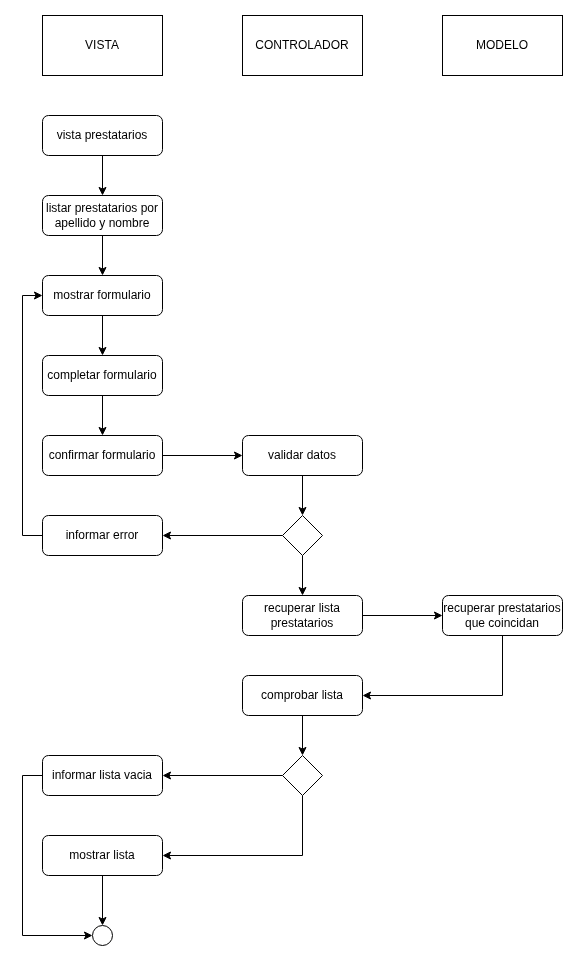 VISTA
CONTROLADOR
MODELO
vista prestatarios
listar prestatarios por
apellido y nombre
mostrar formulario
completar formulario
confirmar formulario
validar datos
informar error
recuperar lista
prestatarios
recuperar prestatarios
que coincidan
comprobar lista
informar lista vacia
mostrar lista